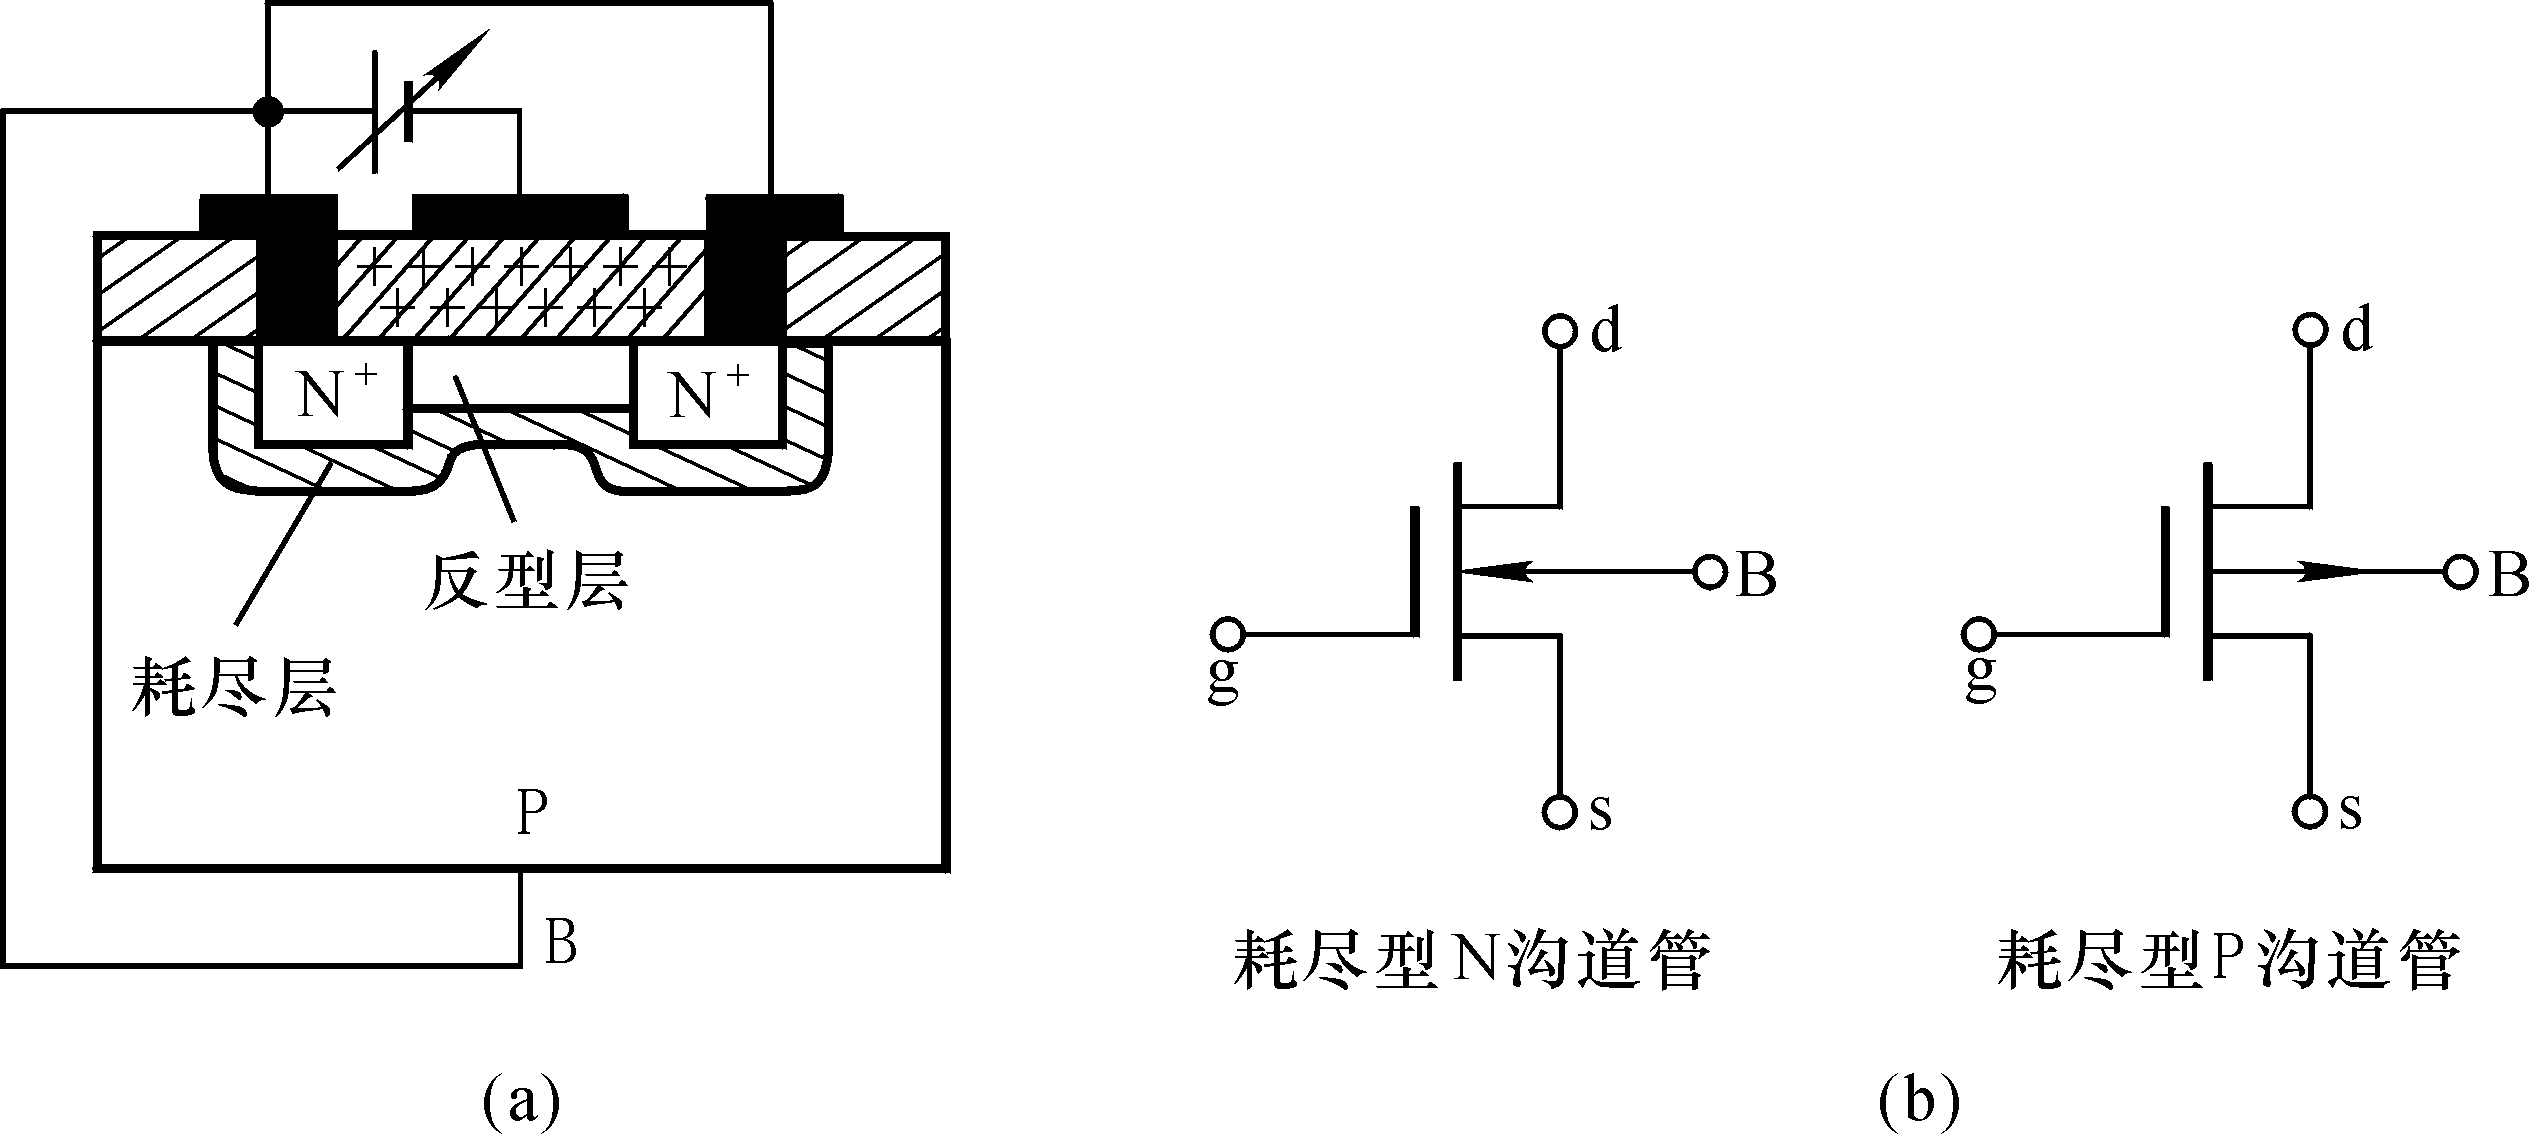 + + + + + + +
+ + + + + +
N⁺ N⁺
反型层
耗尽层
P
B
(a)
d
B
g
s
耗尽型N沟道管
d
B
g
s
耗尽型P沟道管
(b)